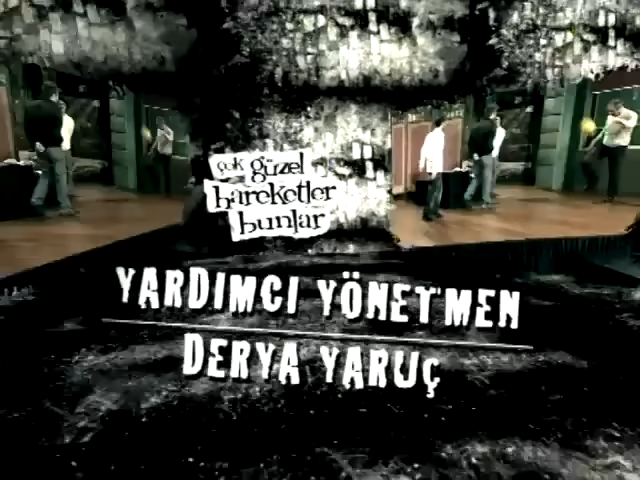 çok güzel
hareketler
bunlar
YARDIMCI YÖNETMEN
DERYA YARUÇ